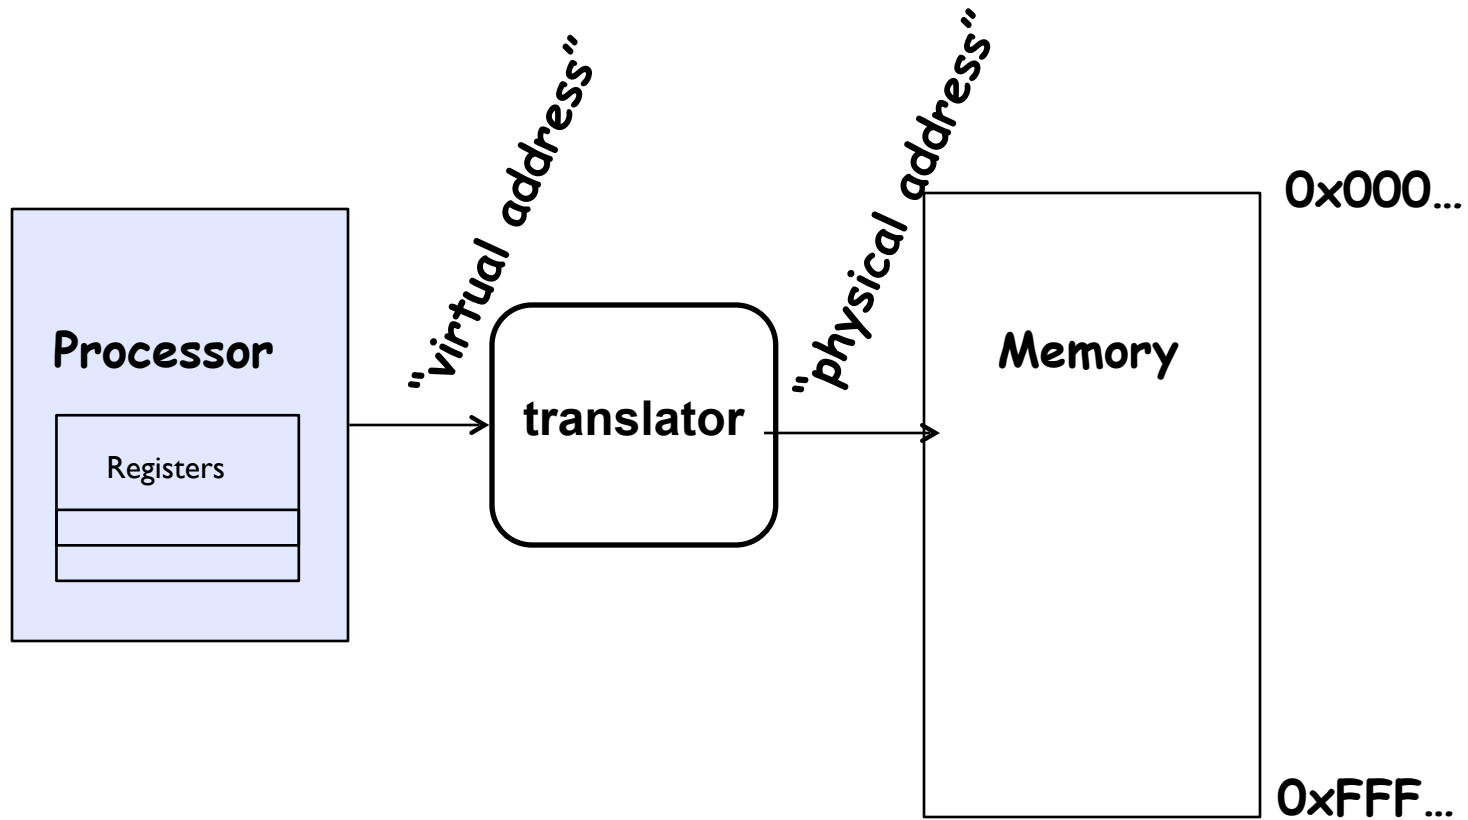 "virtual address"
"physical address"
0x000...
Processor
Memory
translator
Registers
0xFFF...